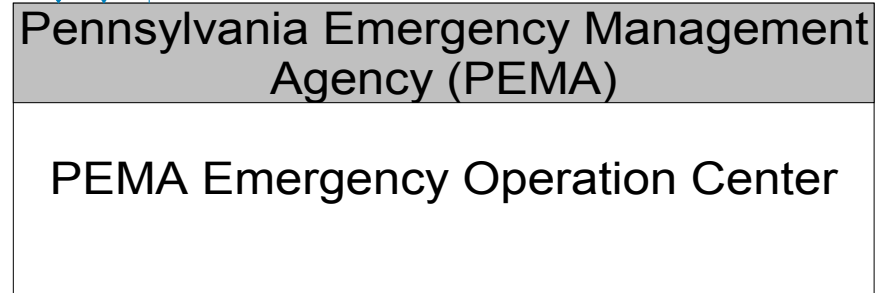 Pennsylvania Emergency Management
Agency (PEMA)
PEMA Emergency Operation Center